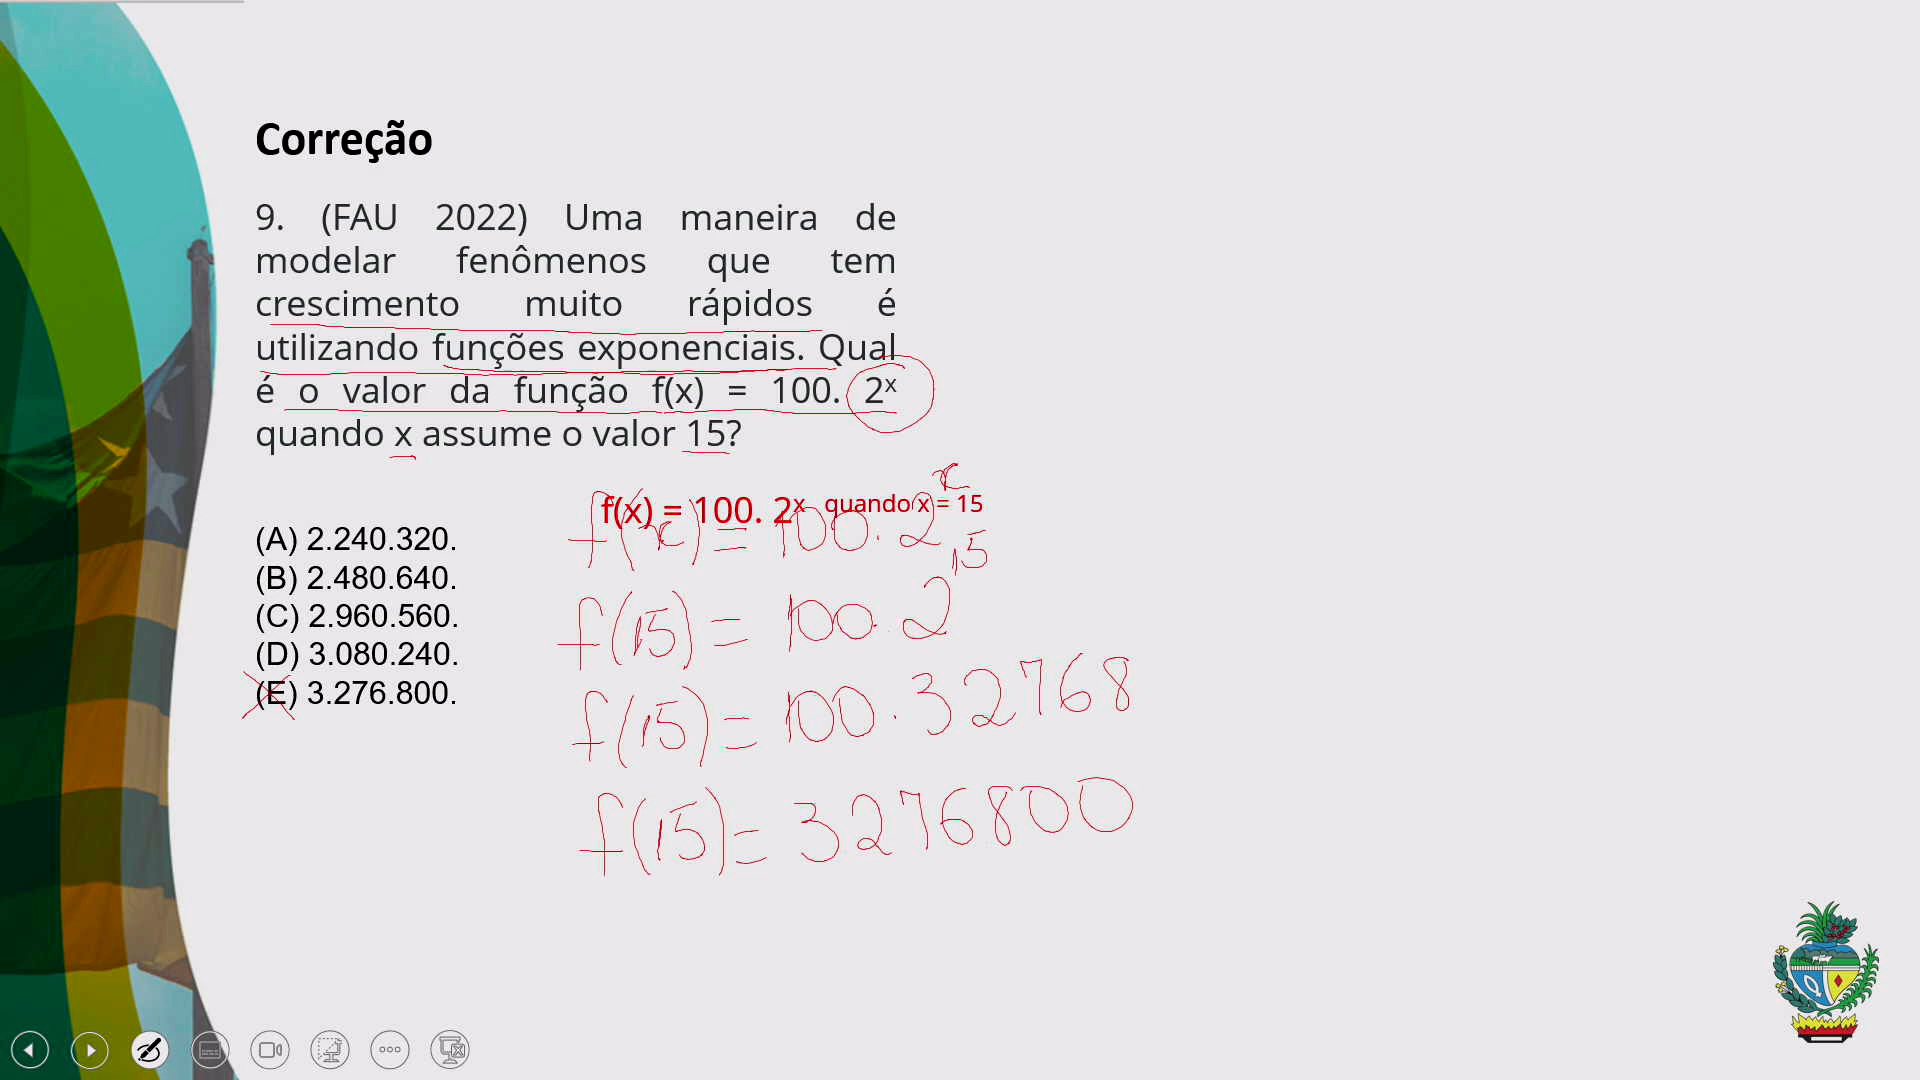 Correção
9. (FAU 2022) Uma maneira de
modelar fenômenos que tem
crescimento muito rápidos é
utilizando funções exponenciais. Qual
é o valor da função f(x) = 100. 2ˣ
quando x assume o valor 15?
(A) 2.240.320.
(B) 2.480.640.
(C) 2.960.560.
(D) 3.080.240.
(E) 3.276.800.
f(x) = 100. 2ˣ quando x = 15
f(x) = 100. 2ˣ
f(15) = 100. 2¹⁵
f(15) = 100. 32768
f(15) = 3276800